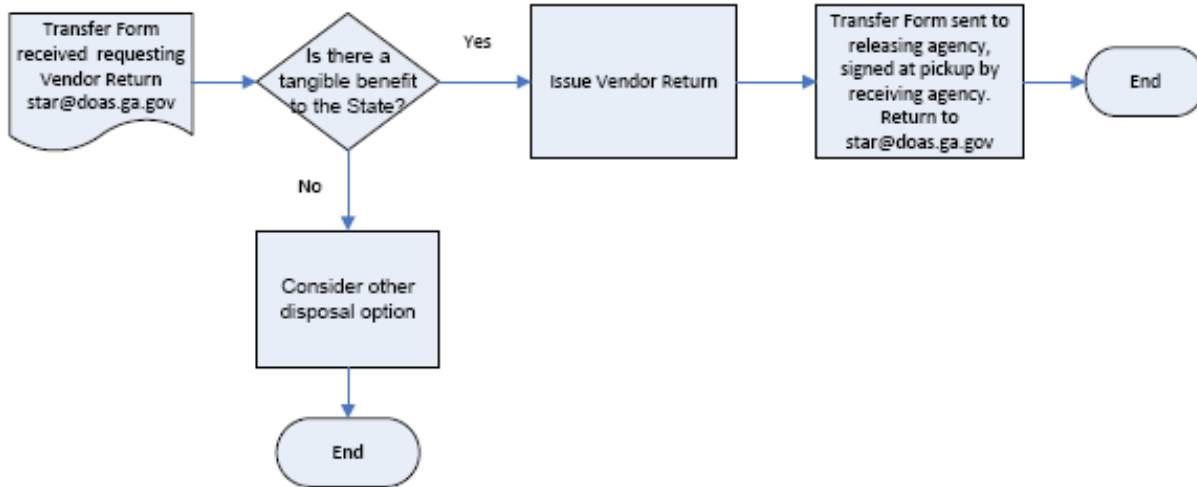 Transfer Form
received  requesting
Vendor Return
star@doas.ga.gov
Is there a
tangible benefit
to the State?
Yes
Issue Vendor Return
Transfer Form sent to
releasing agency,
signed at pickup by
receiving agency.
Return to
star@doas.ga.gov
End
No
Consider other
disposal option
End